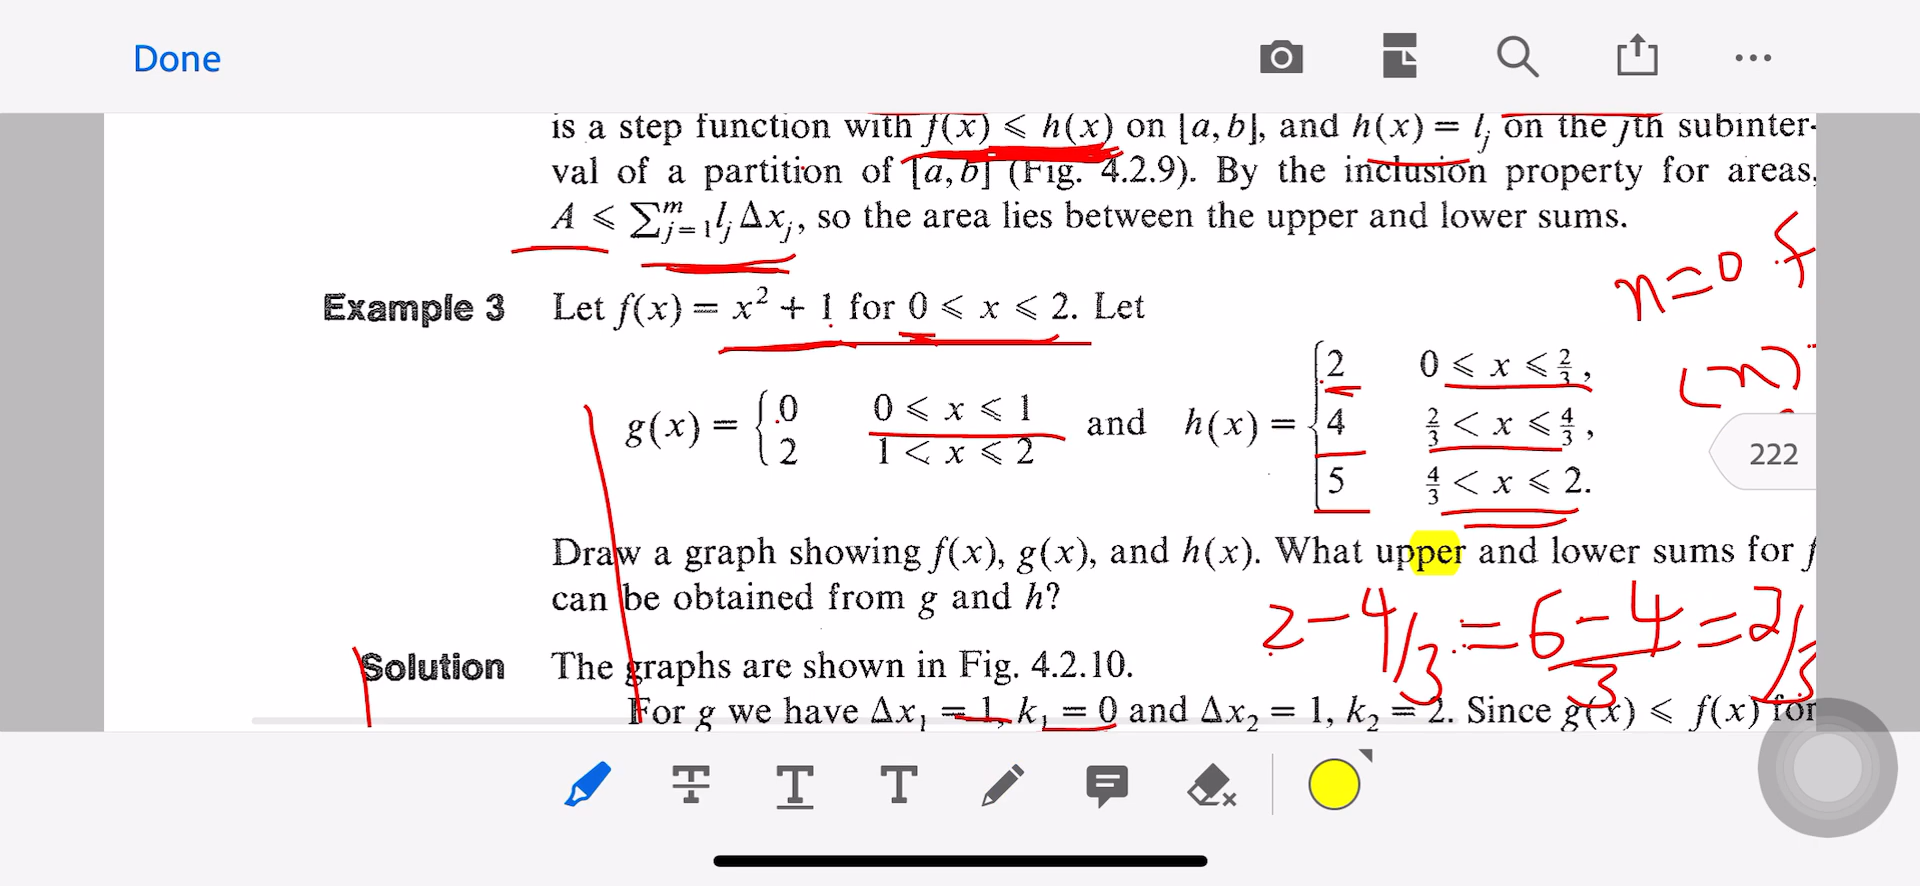 Done
is a step function with f(x) ⩽ h(x) on [a, b], and h(x) = l_j on the jth subinter-
val of a partition of [a, b] (Fig. 4.2.9). By the inclusion property for areas,
A ⩽ ∑_{j=1}^{m} l_j Δx_j, so the area lies between the upper and lower sums.
n=0 f
Example 3 Let f(x) = x² + 1 for 0 ⩽ x ⩽ 2. Let
g(x) = { 0 0 ⩽ x ⩽ 1
2 1 < x ⩽ 2
and h(x) = { 2 0 ⩽ x ⩽ 2/3,
4 2/3 < x ⩽ 4/3,
5 4/3 < x ⩽ 2.
(n)
222
Draw a graph showing f(x), g(x), and h(x). What upper and lower sums for f
can be obtained from g and h?
2-4/3=6-4/3=2/3
Solution The graphs are shown in Fig. 4.2.10.
For g we have Δx₁ = 1, k₁ = 0 and Δx₂ = 1, k₂ = 2. Since g(x) ⩽ f(x) for
T T T